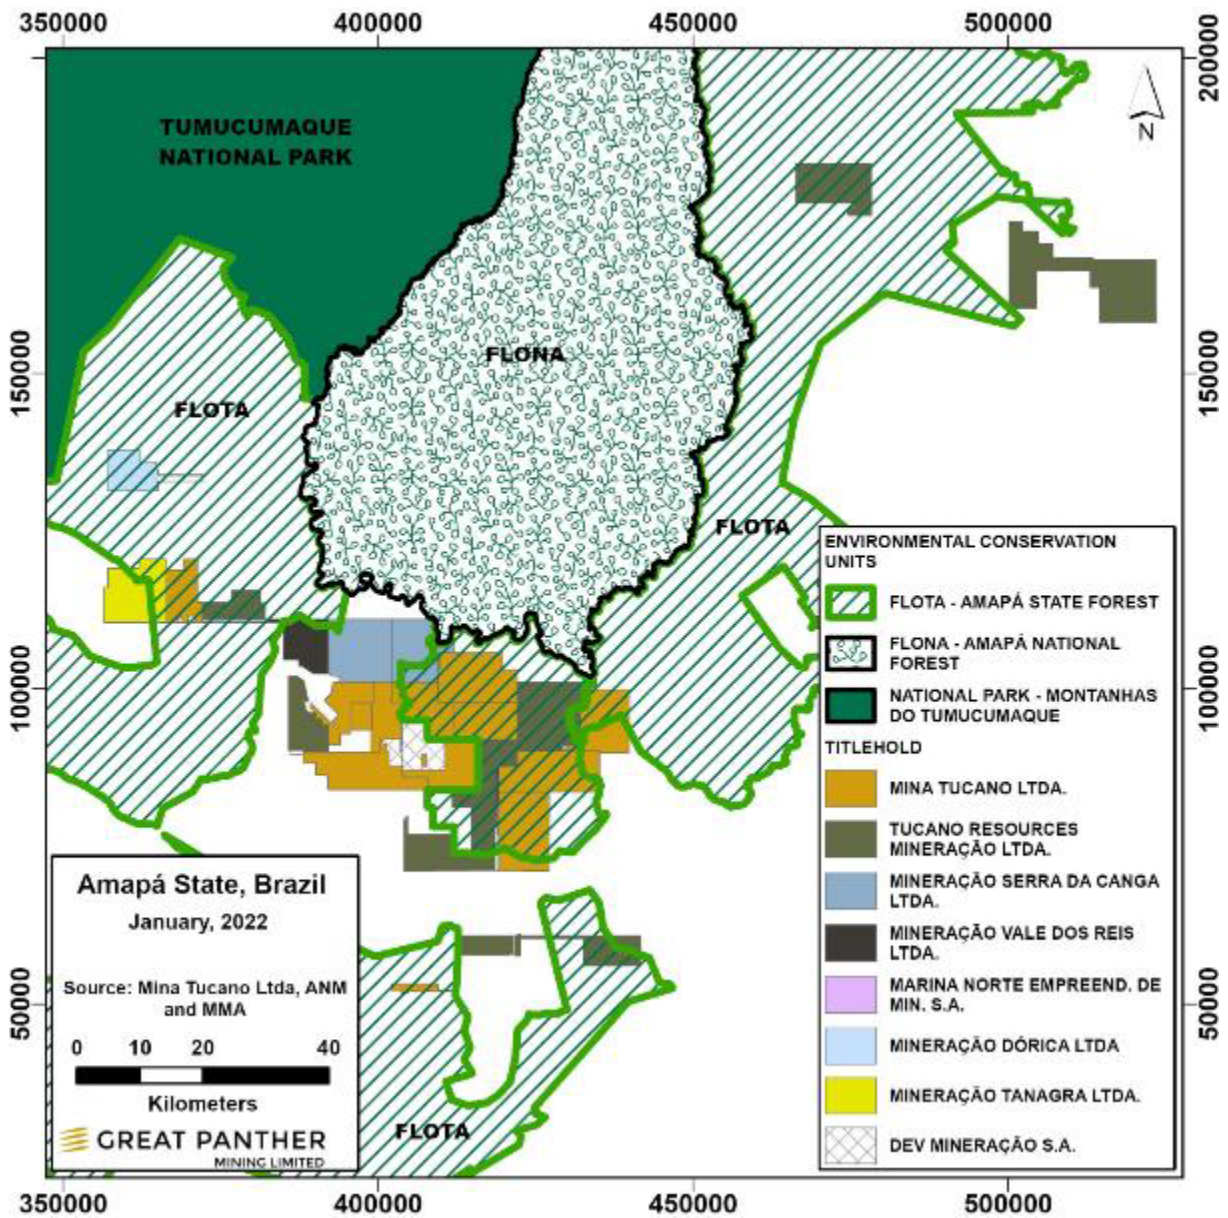 350000 400000 450000 500000
200000
150000
100000
50000
TUMUCUMAQUE
NATIONAL PARK
N
FLONA
FLOTA
FLOTA
FLOTA
200000
150000
100000
50000
ENVIRONMENTAL CONSERVATION
UNITS
FLOTA - AMAPÁ STATE FOREST
FLONA - AMAPÁ NATIONAL
FOREST
NATIONAL PARK - MONTANHAS
DO TUMUCUMAQUE
TITLEHOLD
MINA TUCANO LTDA.
TUCANO RESOURCES
MINERAÇÃO LTDA.
MINERAÇÃO SERRA DA CANGA
LTDA.
MINERAÇÃO VALE DOS REIS
LTDA.
MARINA NORTE EMPREEND. DE
MIN. S.A.
MINERAÇÃO DÓRICA LTDA
MINERAÇÃO TANAGRA LTDA.
DEV MINERAÇÃO S.A.
Amapá State, Brazil
January, 2022
Source: Mina Tucano Ltda, ANM
and MMA
0 10 20 40
Kilometers
GREAT PANTHER
MINING LIMITED
350000 400000 450000 500000